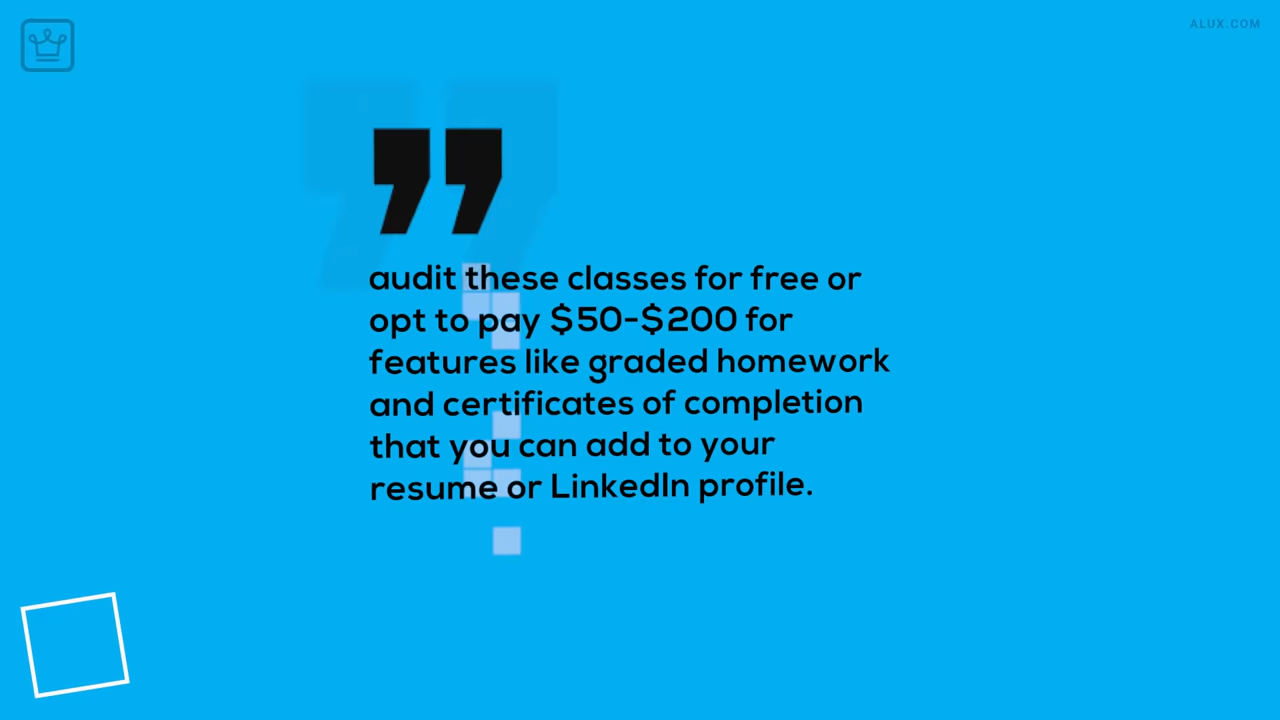 ALUX.COM
”
audit these classes for free or
opt to pay $50-$200 for
features like graded homework
and certificates of completion
that you can add to your
resume or LinkedIn profile.